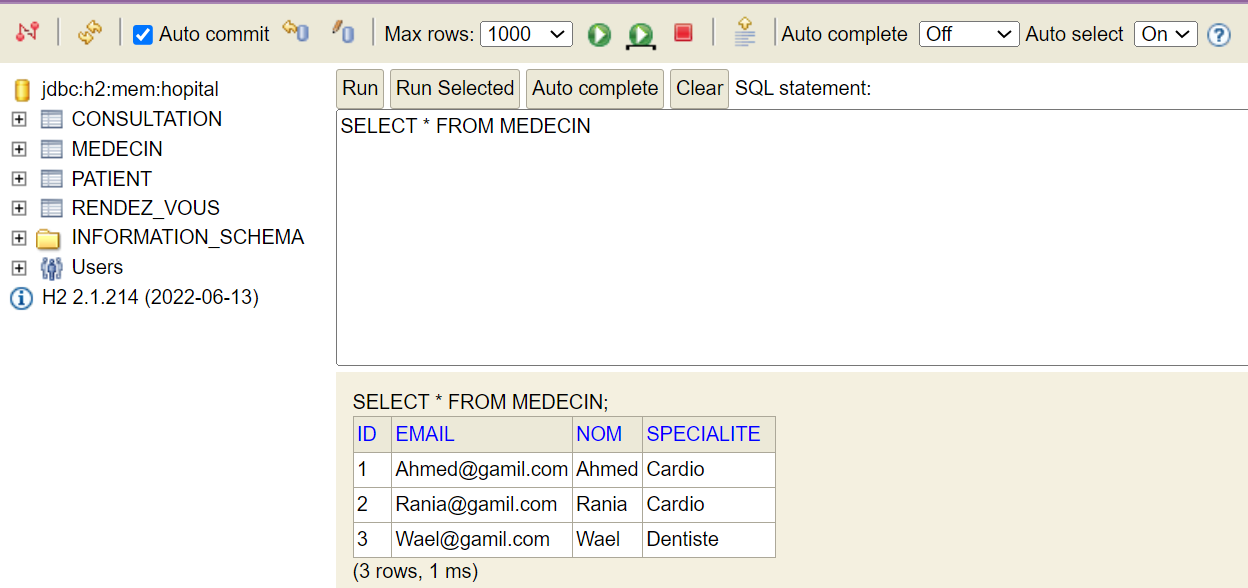 Auto commit Max rows: 1000 Auto complete Off Auto select On ?
jdbc:h2:mem:hopital
CONSULTATION
MEDECIN
PATIENT
RENDEZ_VOUS
INFORMATION_SCHEMA
Users
H2 2.1.214 (2022-06-13)
Run Run Selected Auto complete Clear SQL statement:
SELECT * FROM MEDECIN
SELECT * FROM MEDECIN;
ID EMAIL NOM SPECIALITE
1 Ahmed@gamil.com Ahmed Cardio
2 Rania@gamil.com Rania Cardio
3 Wael@gamil.com Wael Dentiste
(3 rows, 1 ms)